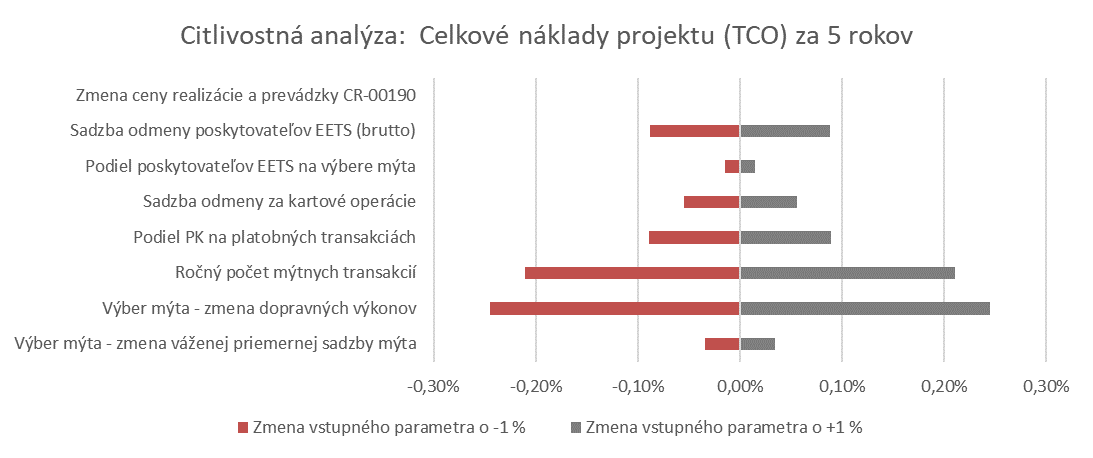 Citlivostná analýza:  Celkové náklady projektu (TCO) za 5 rokov
Zmena ceny realizácie a prevádzky CR-00190
Sadzba odmeny poskytovateľov EETS (brutto)
Podiel poskytovateľov EETS na výbere mýta
Sadzba odmeny za kartové operácie
Podiel PK na platobných transakciách
Ročný počet mýtnych transakcií
Výber mýta - zmena dopravných výkonov
Výber mýta - zmena váženej priemernej sadzby mýta
-0,30% -0,20% -0,10% 0,00% 0,10% 0,20% 0,30%
Zmena vstupného parametra o -1 % Zmena vstupného parametra o +1 %